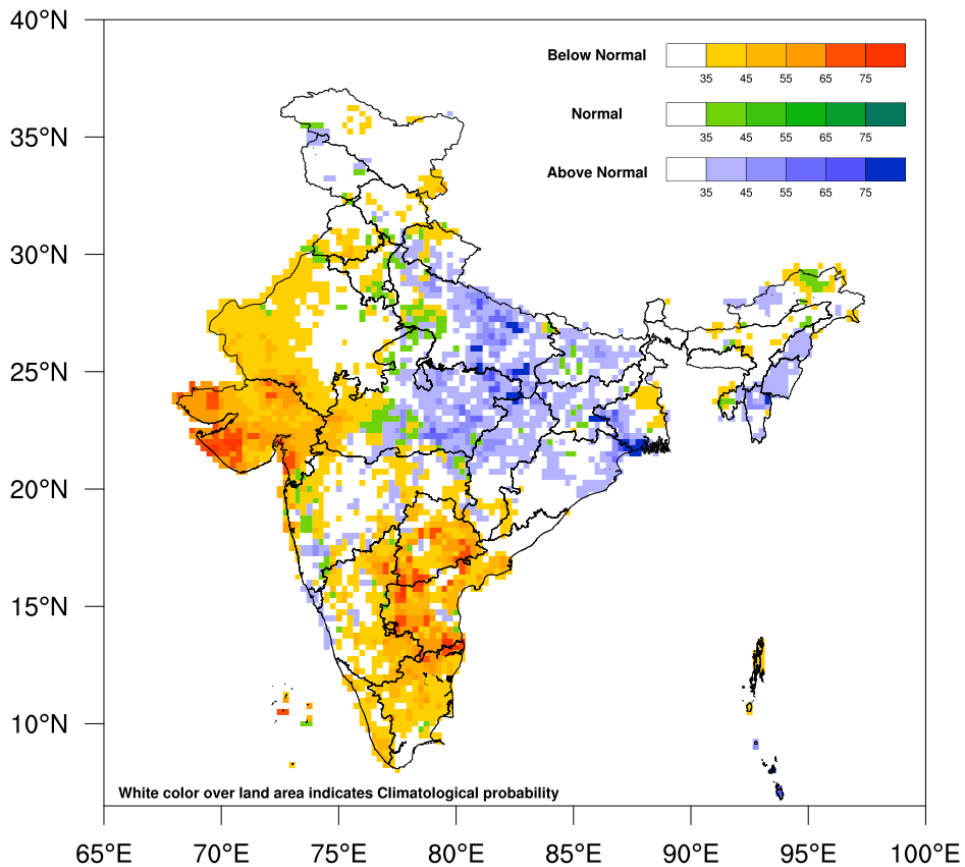 40°N
Below Normal
35 45 55 65 75
Normal
35 45 55 65 75
35°N
Above Normal
35 45 55 65 75
30°N
25°N
20°N
15°N
10°N
White color over land area indicates Climatological probability
65°E 70°E 75°E 80°E 85°E 90°E 95°E 100°E